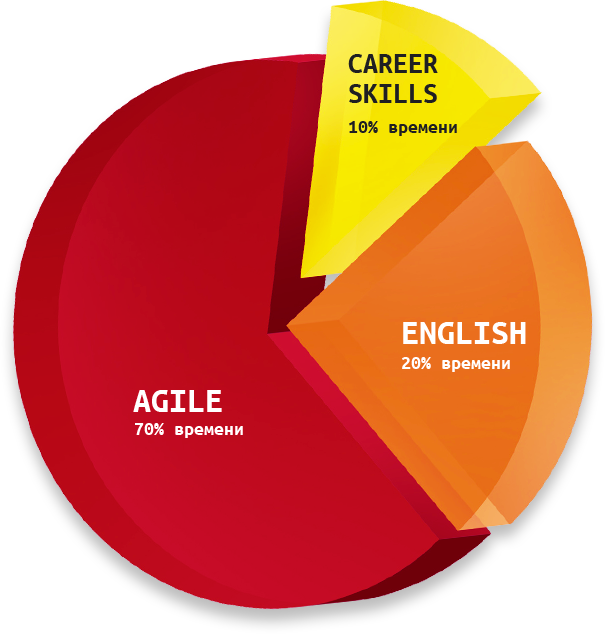 CAREER
SKILLS
10% времени
ENGLISH
20% времени
AGILE
70% времени